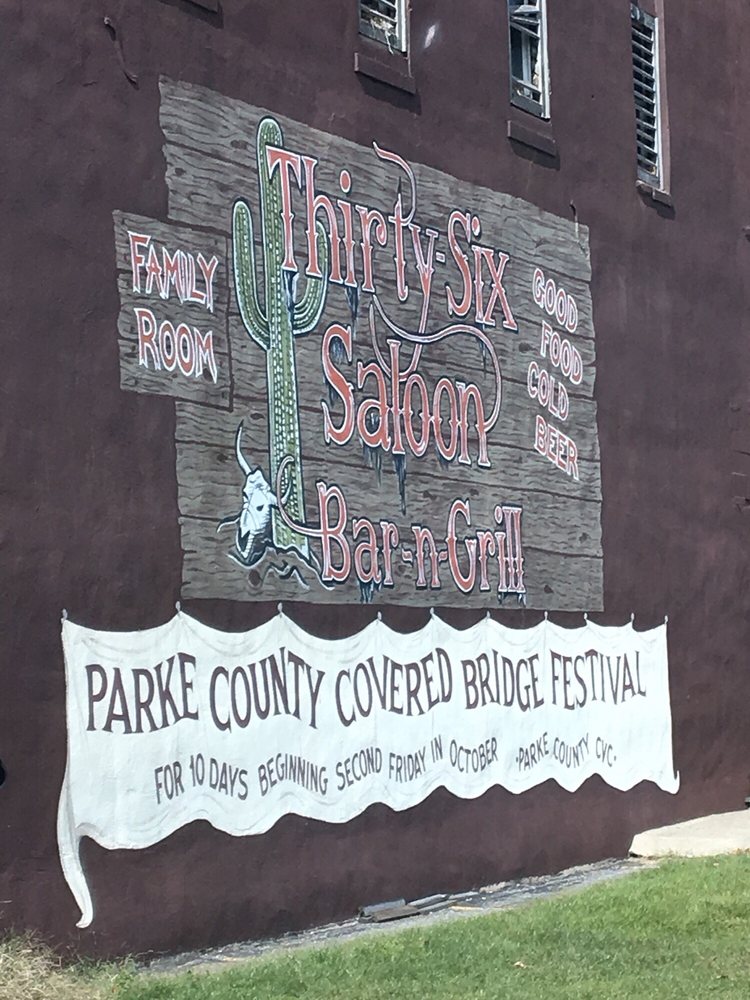 FAMILY
ROOM
Thirty-Six
Saloon
Bar-n-Grill
GOOD
FOOD
COLD
BEER
PARKE COUNTY COVERED BRIDGE FESTIVAL
FOR 10 DAYS BEGINNING SECOND FRIDAY IN OCTOBER ·PARKE COUNTY CVC·